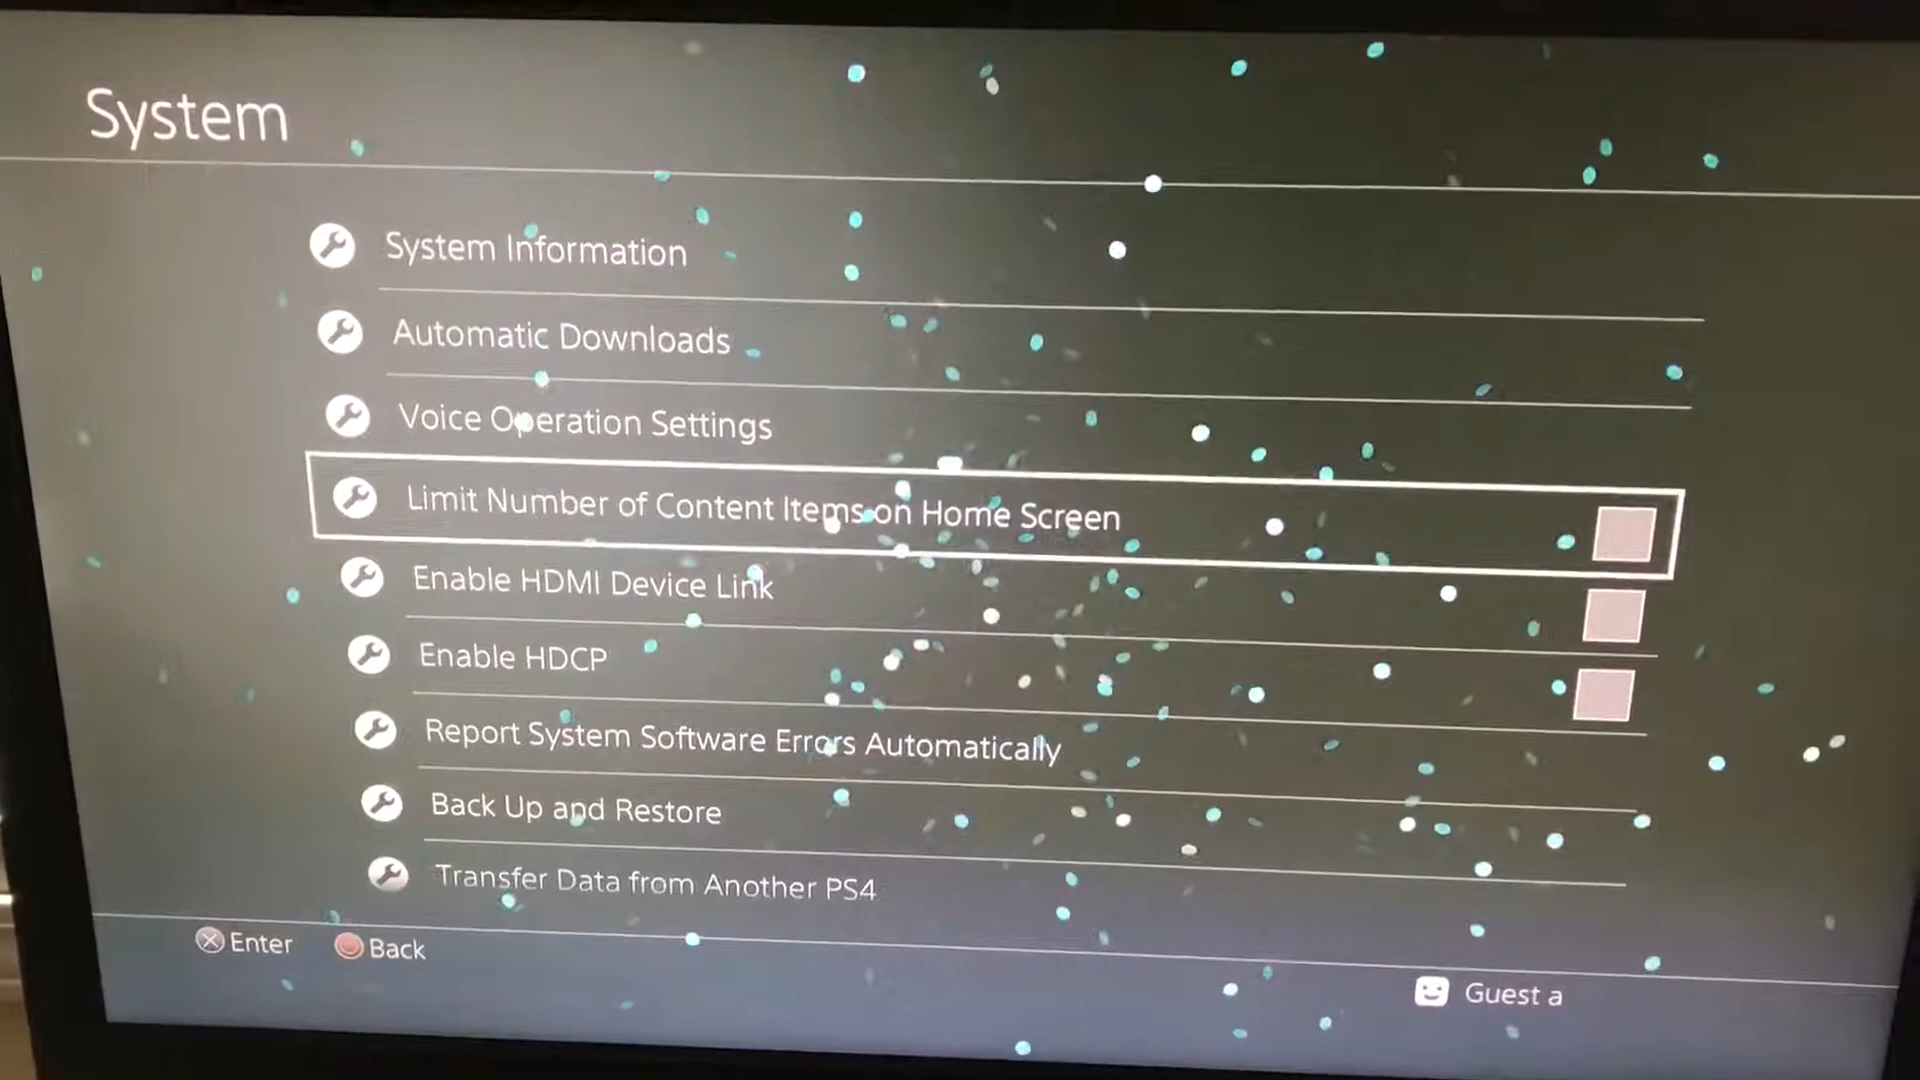 System
System Information
Automatic Downloads
Voice Operation Settings
Limit Number of Content Items on Home Screen
Enable HDMI Device Link
Enable HDCP
Report System Software Errors Automatically
Back Up and Restore
Transfer Data from Another PS4
Enter
Back
Guest a